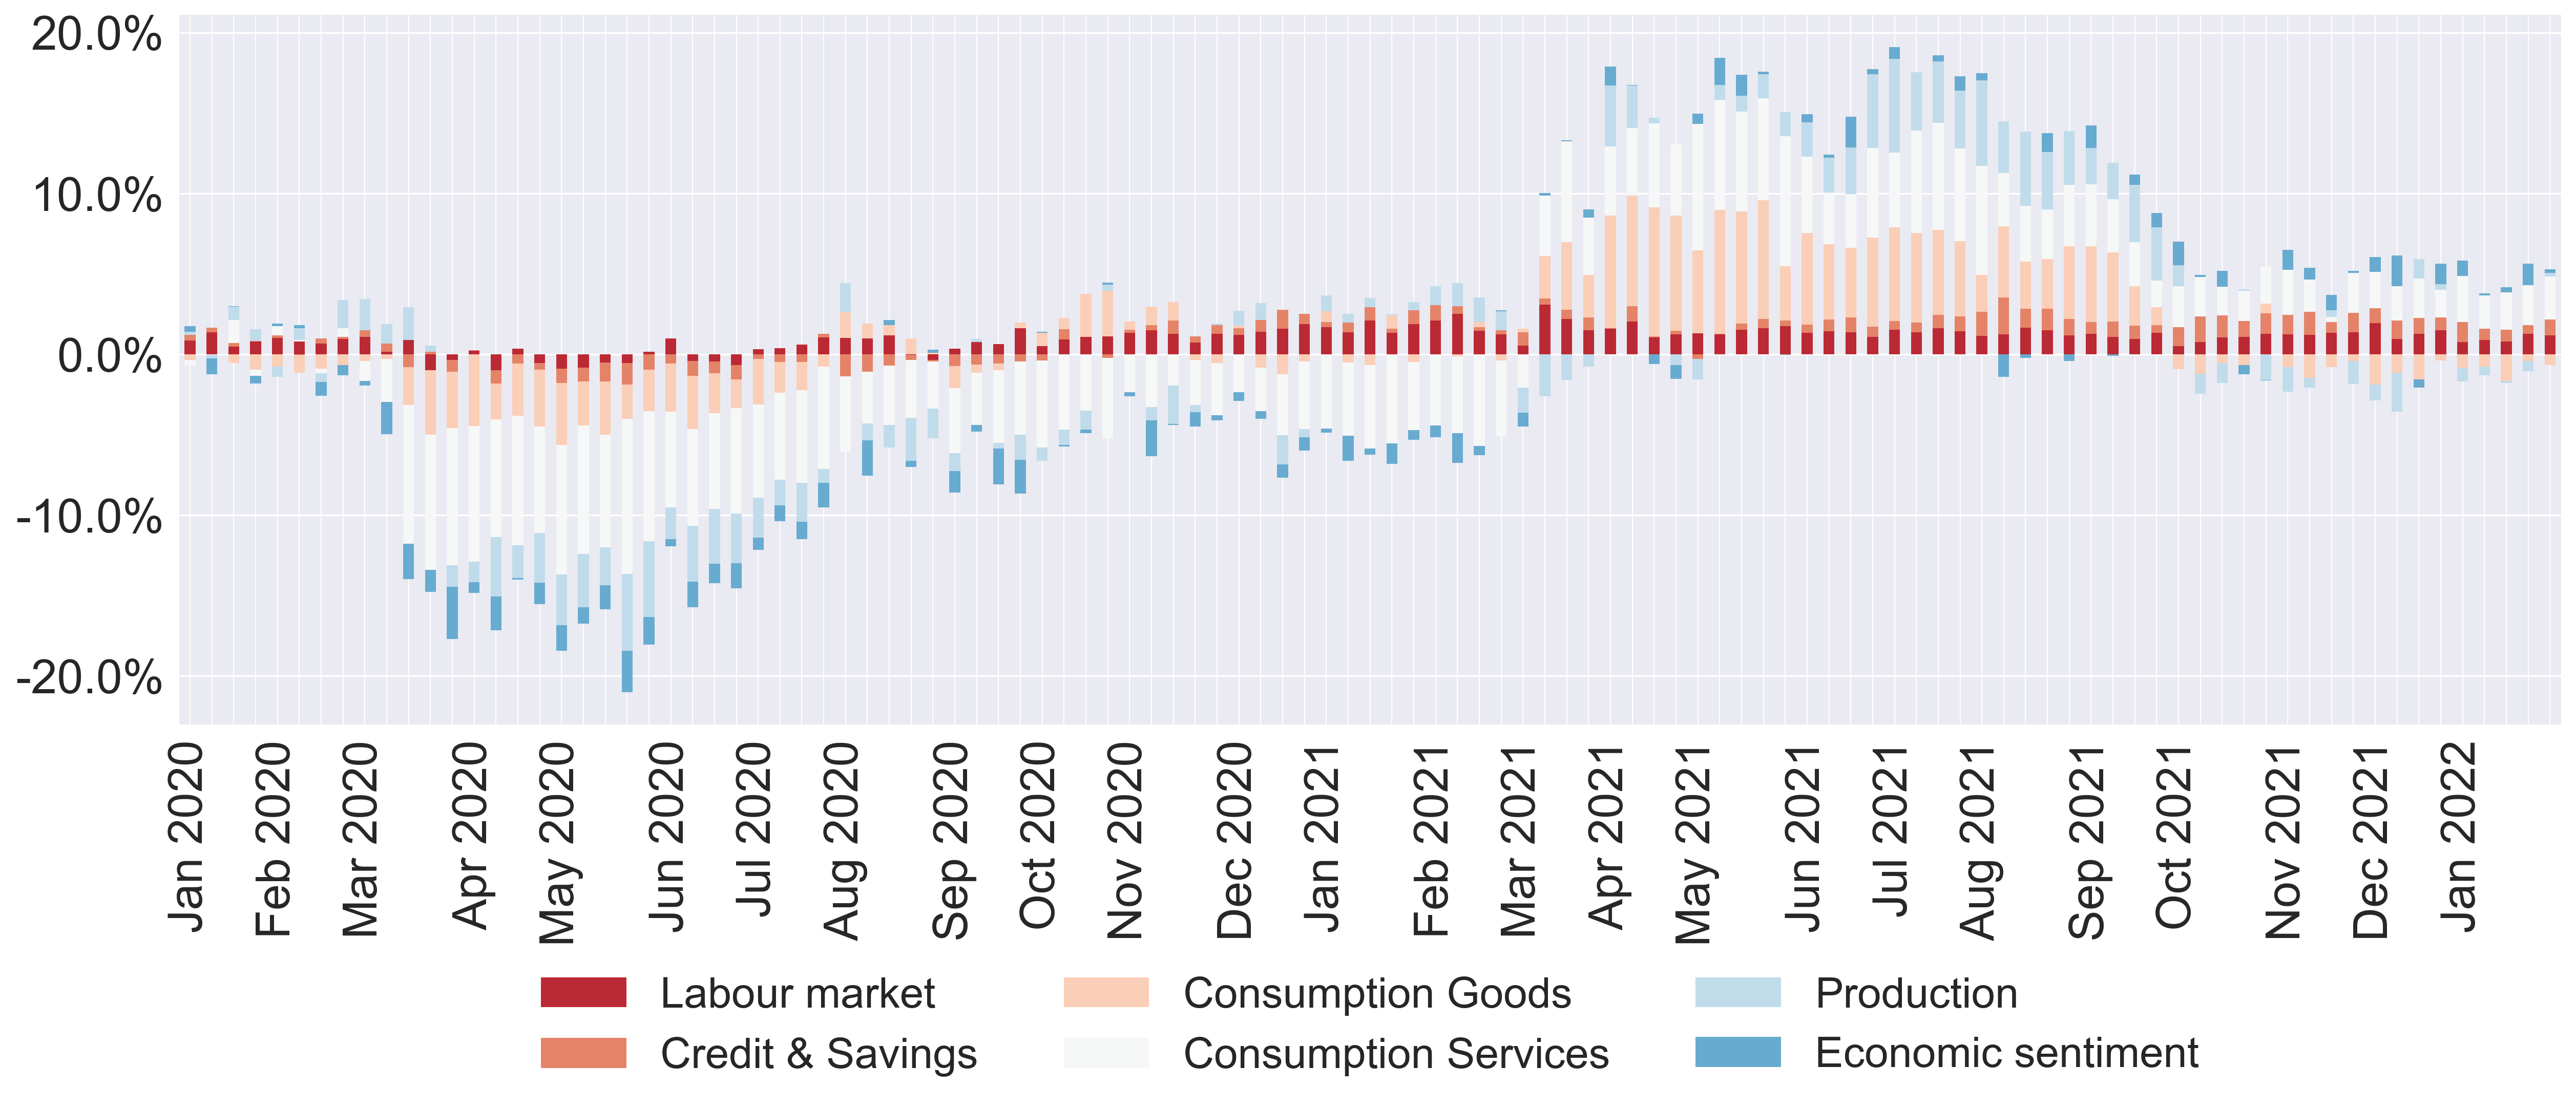 20.0%
10.0%
0.0%
-10.0%
-20.0%
Jan 2020
Feb 2020
Mar 2020
Apr 2020
May 2020
Jun 2020
Jul 2020
Aug 2020
Sep 2020
Oct 2020
Nov 2020
Dec 2020
Jan 2021
Feb 2021
Mar 2021
Apr 2021
May 2021
Jun 2021
Jul 2021
Aug 2021
Sep 2021
Oct 2021
Nov 2021
Dec 2021
Jan 2022
Labour market
Consumption Goods
Production
Credit & Savings
Consumption Services
Economic sentiment